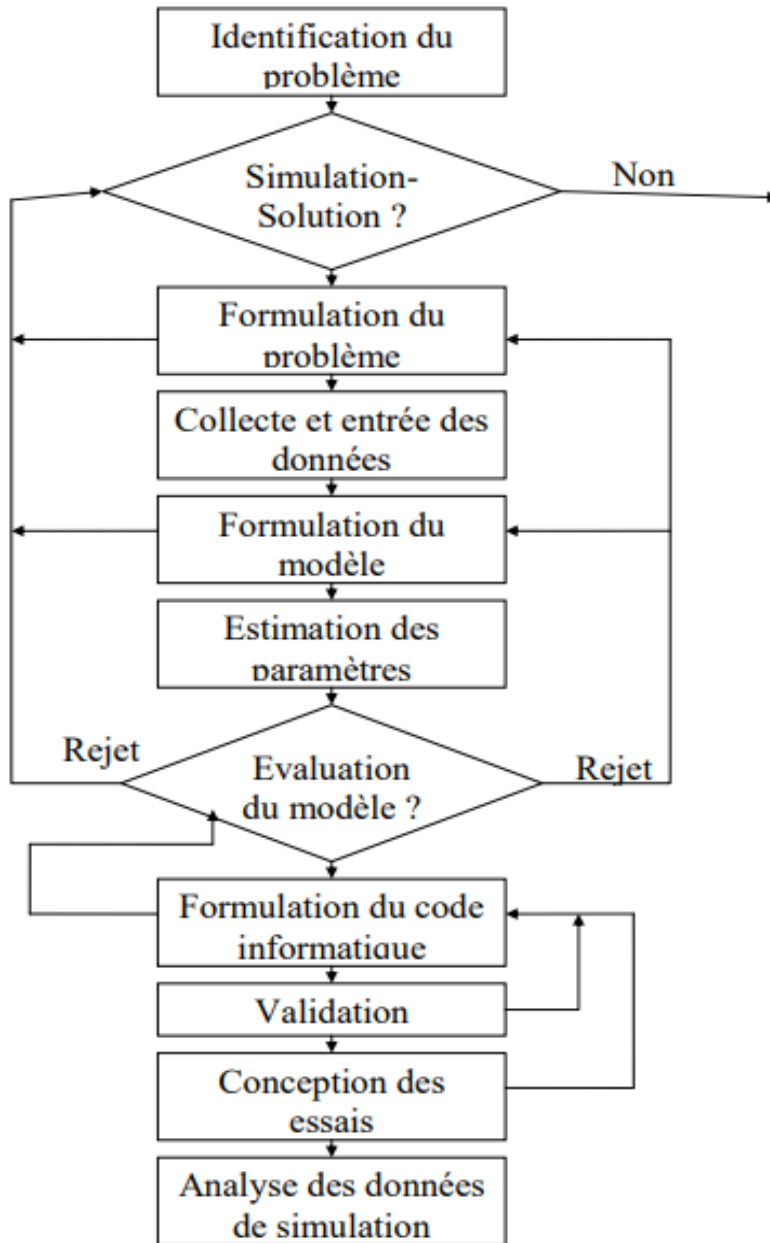 Identification du
problème
Simulation-
Solution ?
Non
Formulation du
problème
Collecte et entrée des
données
Formulation du
modèle
Estimation des
paramètres
Rejet
Evaluation
du modèle ?
Rejet
Formulation du code
informatique
Validation
Conception des
essais
Analyse des données
de simulation